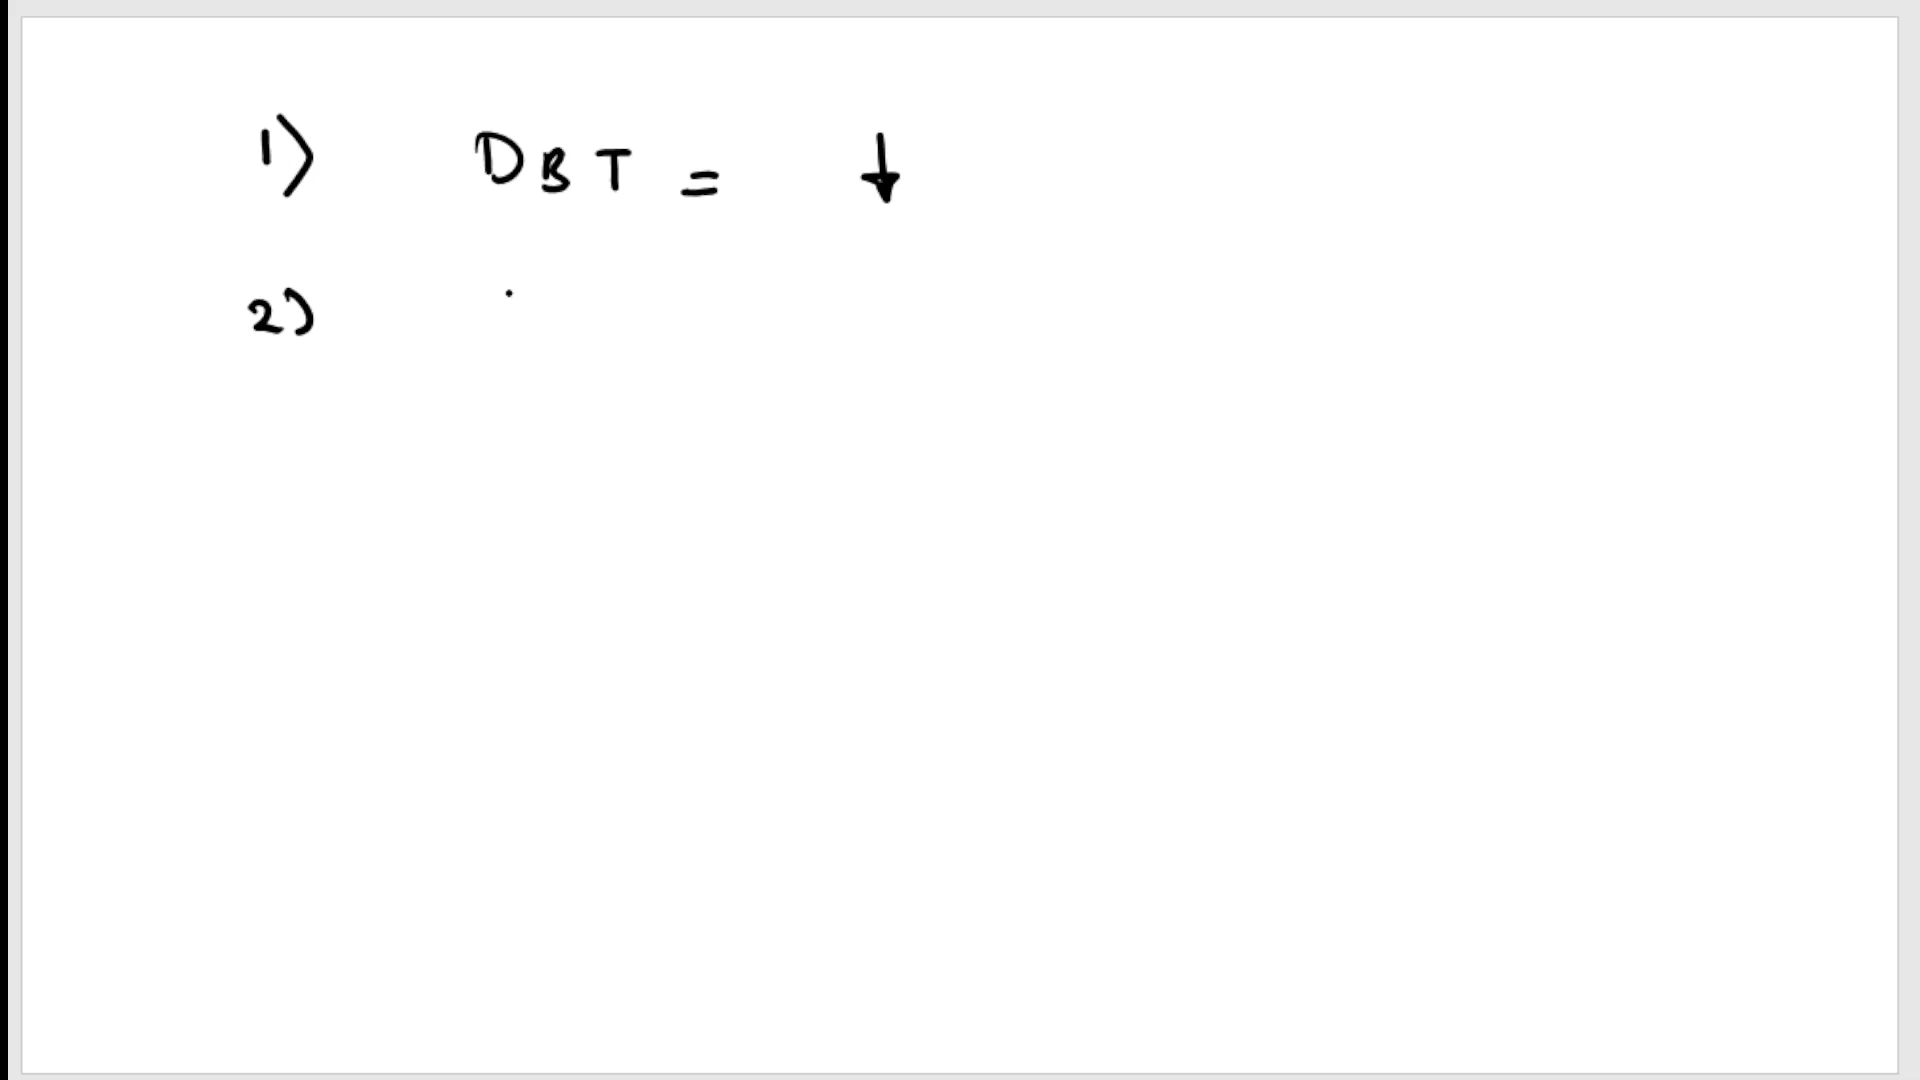 1) DBT = ↓
2)